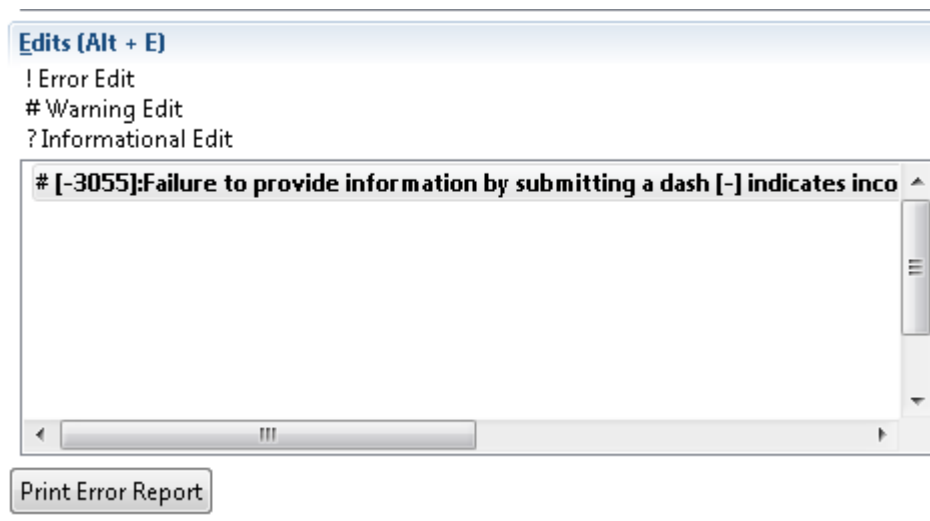 Edits (Alt + E)
! Error Edit
# Warning Edit
? Informational Edit
# [-3055]:Failure to provide information by submitting a dash [-] indicates inco
Print Error Report